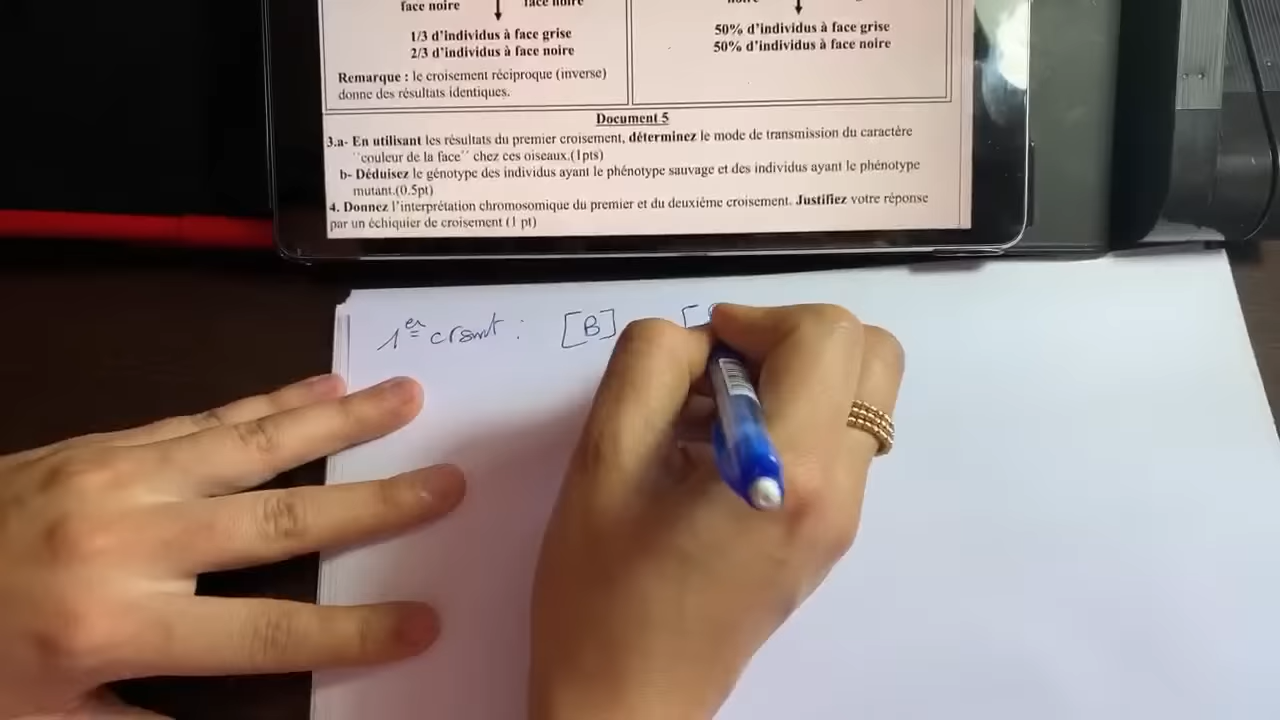 face noire
face noire
1/3 d'individus à face grise
2/3 d'individus à face noire
Remarque : le croisement réciproque (inverse)
donne des résultats identiques.
50% d'individus à face grise
50% d'individus à face noire
Document 5
3.a- En utilisant les résultats du premier croisement, déterminez le mode de transmission du caractère
''couleur de la face'' chez ces oiseaux.(1pts)
b- Déduisez le génotype des individus ayant le phénotype sauvage et des individus ayant le phénotype
mutant.(0.5pt)
4. Donnez l'interprétation chromosomique du premier et du deuxième croisement. Justifiez votre réponse
par un échiquier de croisement (1 pt)
1er crsmt : [B] [